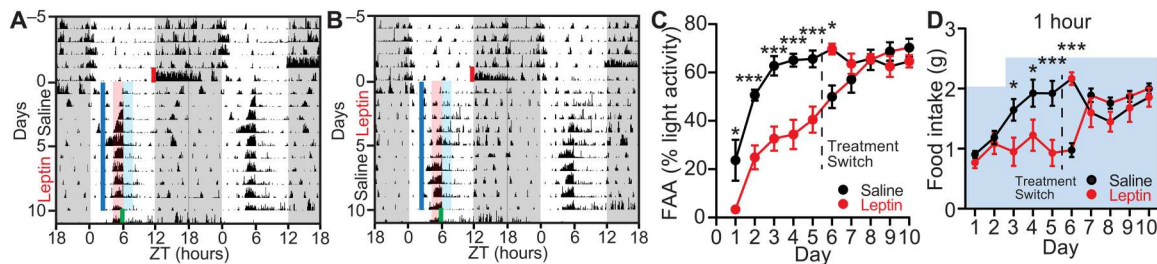 A
−5
0
5
10
Days
Saline
Leptin
18 0 6 12 18 0 6 12 18
ZT (hours)
B
−5
0
5
10
Days
Leptin
Saline
18 0 6 12 18 0 6 12 18
ZT (hours)
C
80
60
40
20
0
FAA (% light activity)
*
***
***
***
***
*
Treatment
Switch
Saline
Leptin
0 1 2 3 4 5 6 7 8 9 10
Day
D
1 hour
3
2
1
0
Food intake (g)
*
*
***
***
Treatment
Switch
Saline
Leptin
1 2 3 4 5 6 7 8 9 10
Day